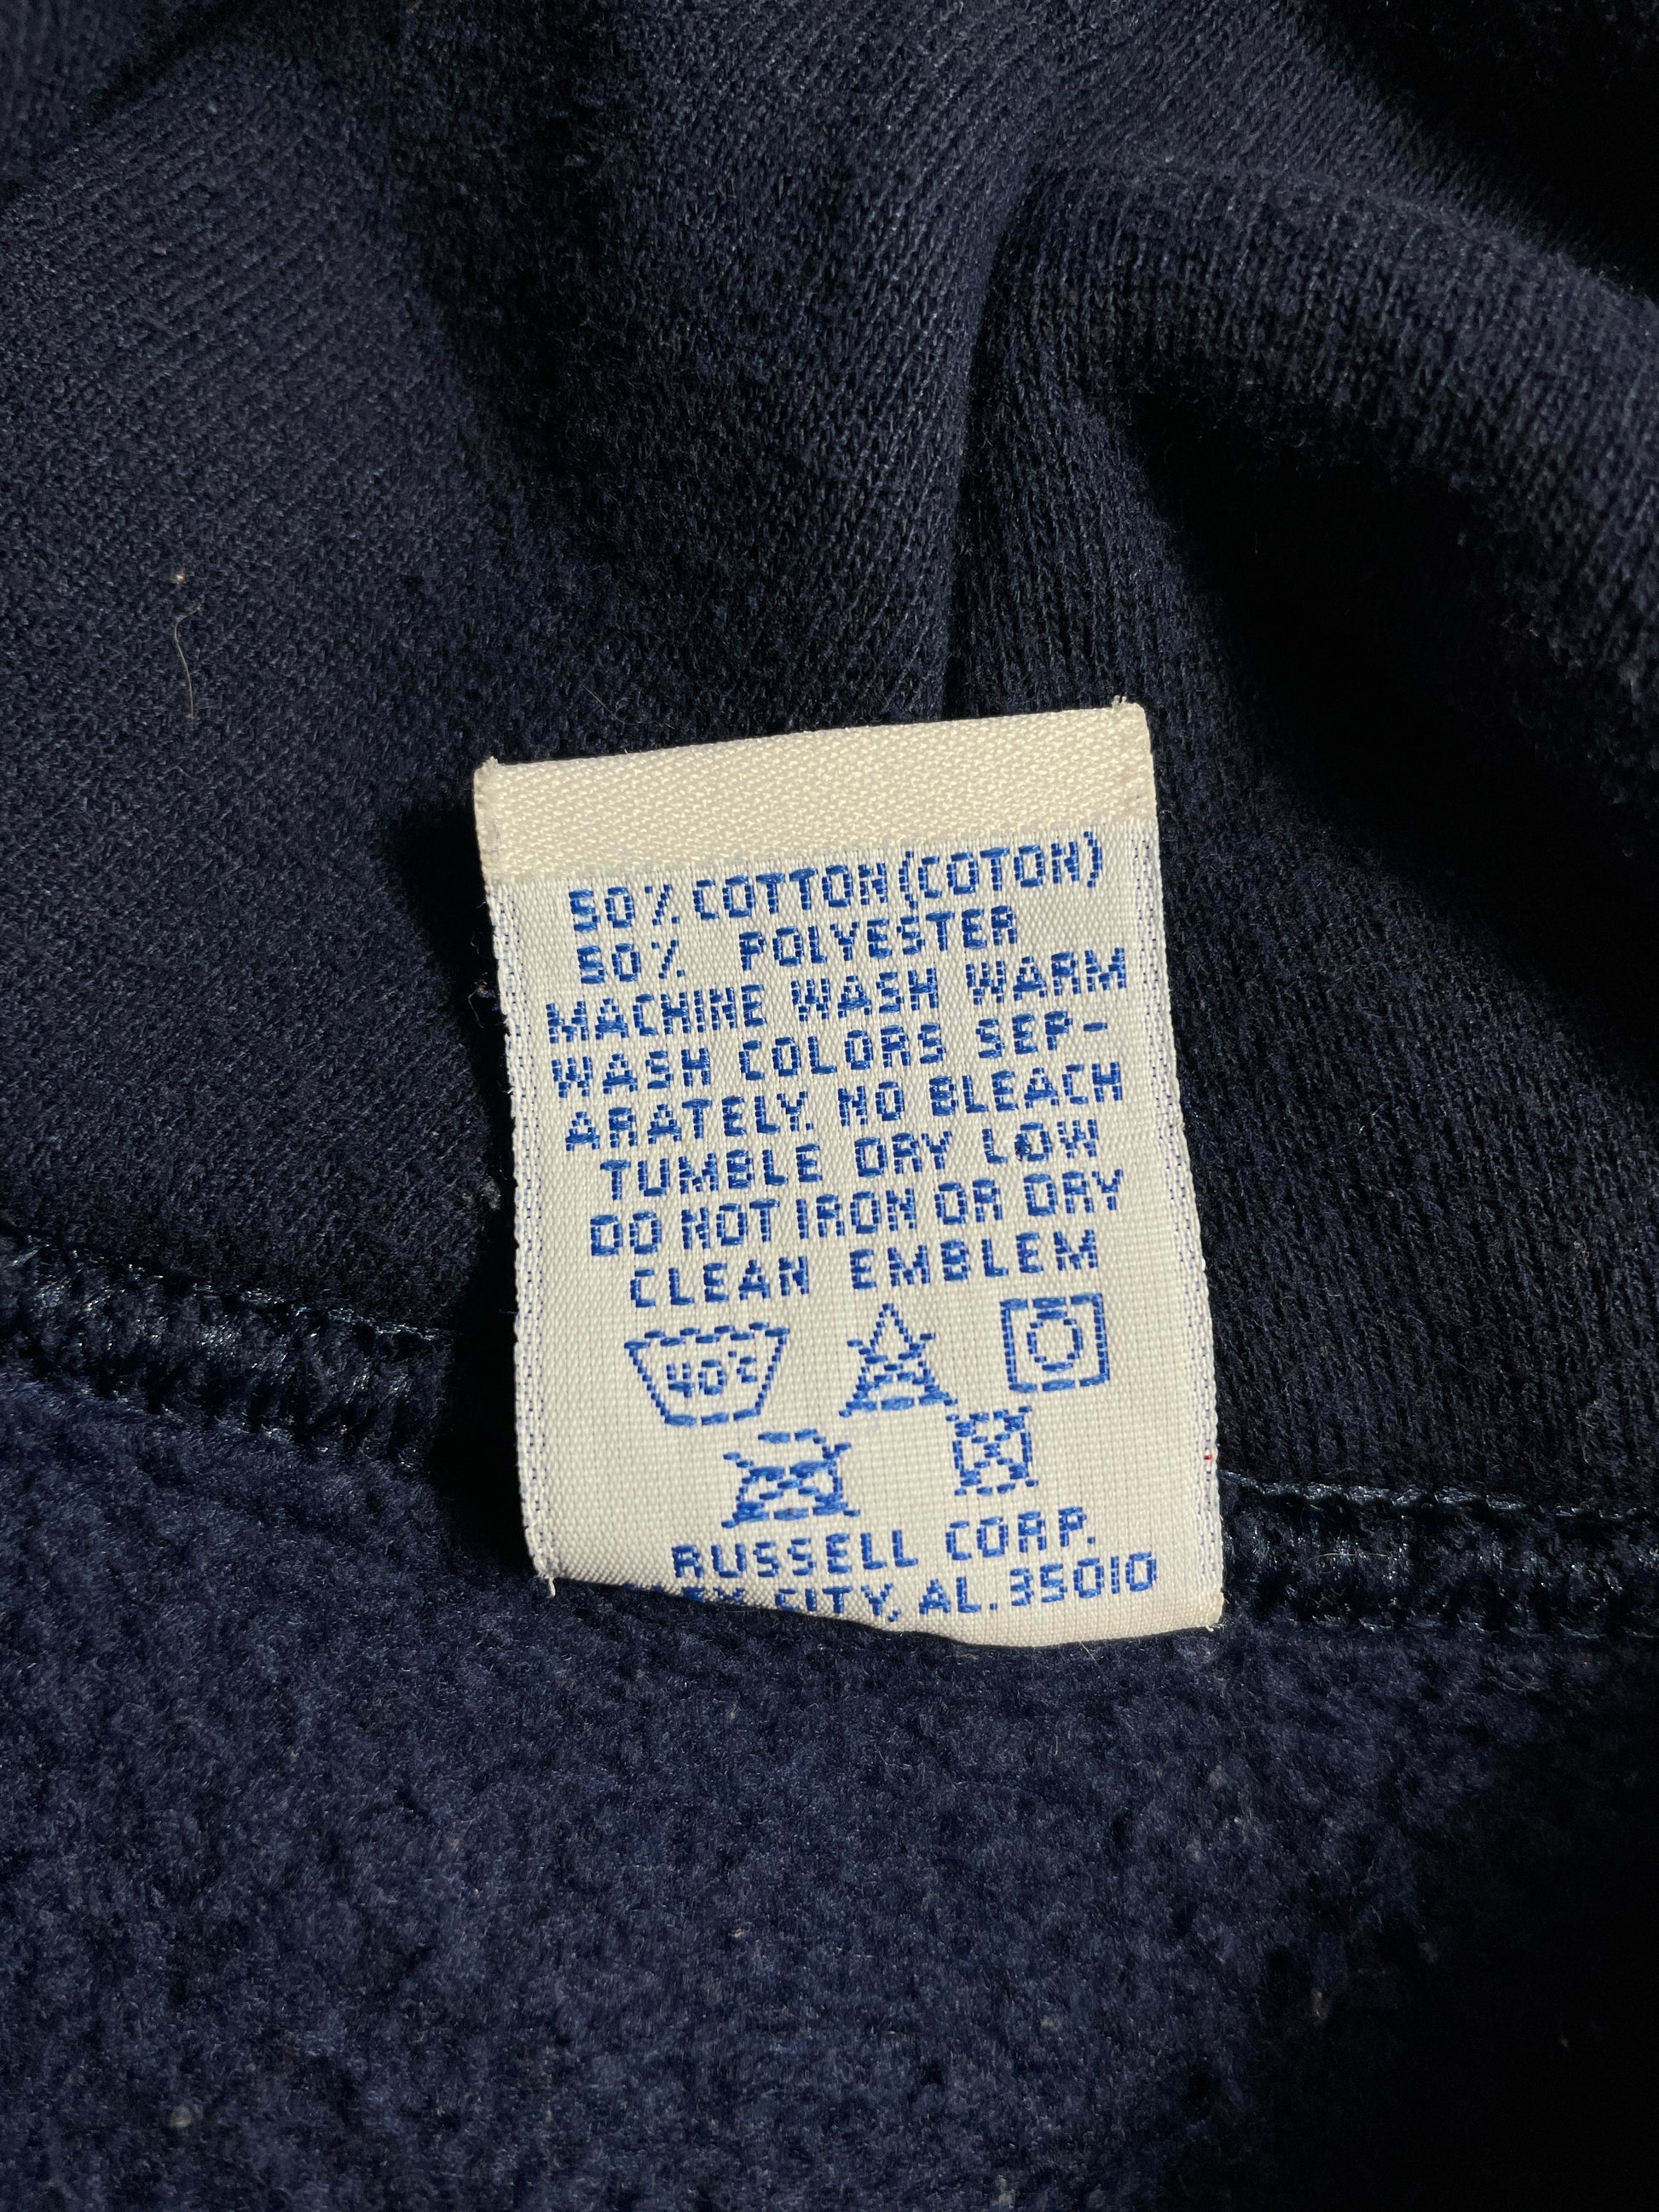 50% COTTON (COTON)
50% POLYESTER
MACHINE WASH WARM
WASH COLORS SEP-
ARATELY. NO BLEACH
TUMBLE DRY LOW
DO NOT IRON OR DRY
CLEAN EMBLEM
40°C
RUSSELL CORP.
CITY, AL. 35010